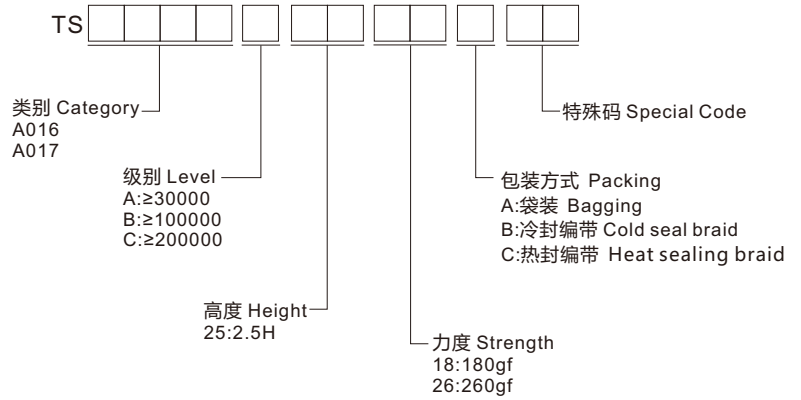 TS
类别 Category
A016
A017
特殊码 Special Code
级别 Level
A:≥30000
B:≥100000
C:≥200000
包装方式 Packing
A:袋装 Bagging
B:冷封编带 Cold seal braid
C:热封编带 Heat sealing braid
高度 Height
25:2.5H
力度 Strength
18:180gf
26:260gf